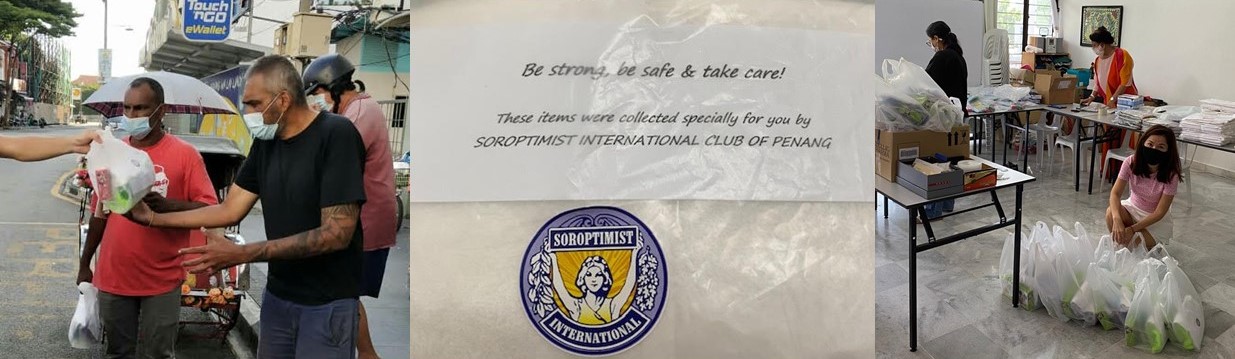 Touch
'nGO
eWallet
Be strong, be safe & take care!
These items were collected specially for you by
SOROPTIMIST INTERNATIONAL CLUB OF PENANG
SOROPTIMIST
INTERNATIONAL